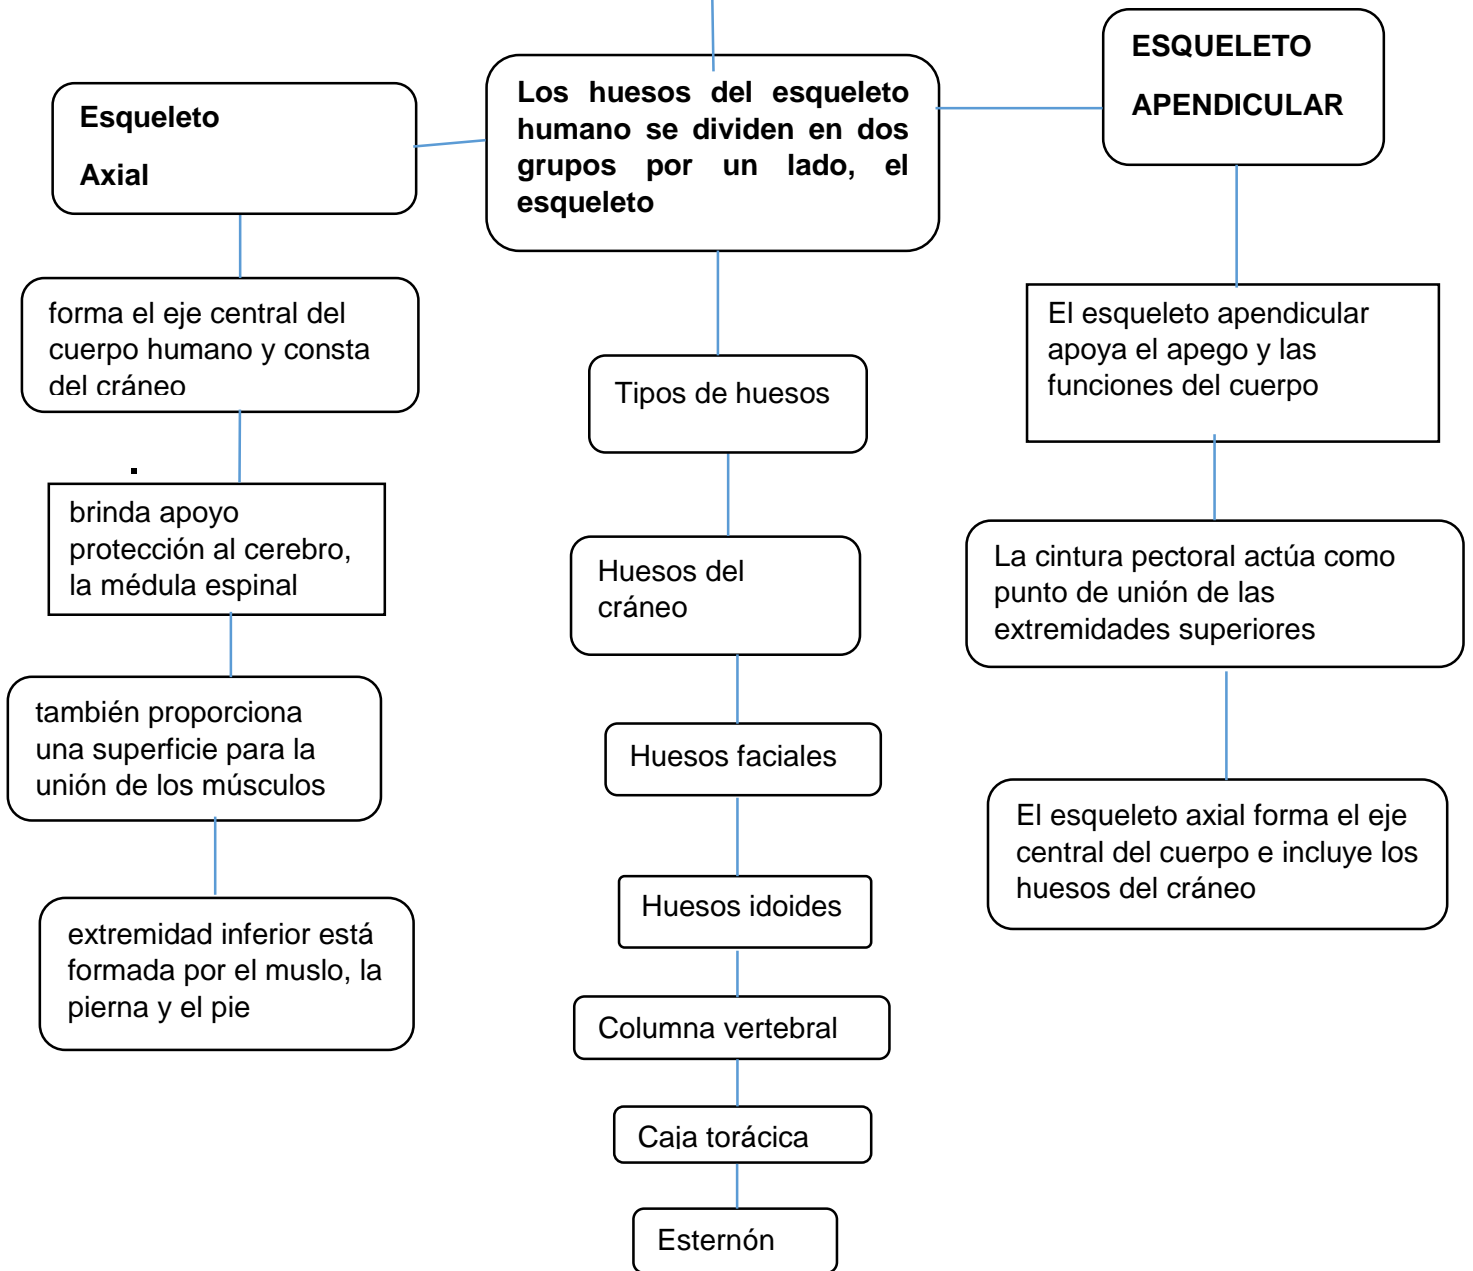 ESQUELETO
APENDICULAR
Los huesos del esqueleto
humano se dividen en dos
grupos por un lado, el
esqueleto
Esqueleto
Axial
forma el eje central del
cuerpo humano y consta
del cráneo
brinda apoyo
protección al cerebro,
la médula espinal
también proporciona
una superficie para la
unión de los músculos
extremidad inferior está
formada por el muslo, la
pierna y el pie
Tipos de huesos
Huesos del
cráneo
Huesos faciales
Huesos idoides
Columna vertebral
Caja torácica
Esternón
El esqueleto apendicular
apoya el apego y las
funciones del cuerpo
La cintura pectoral actúa como
punto de unión de las
extremidades superiores
El esqueleto axial forma el eje
central del cuerpo e incluye los
huesos del cráneo